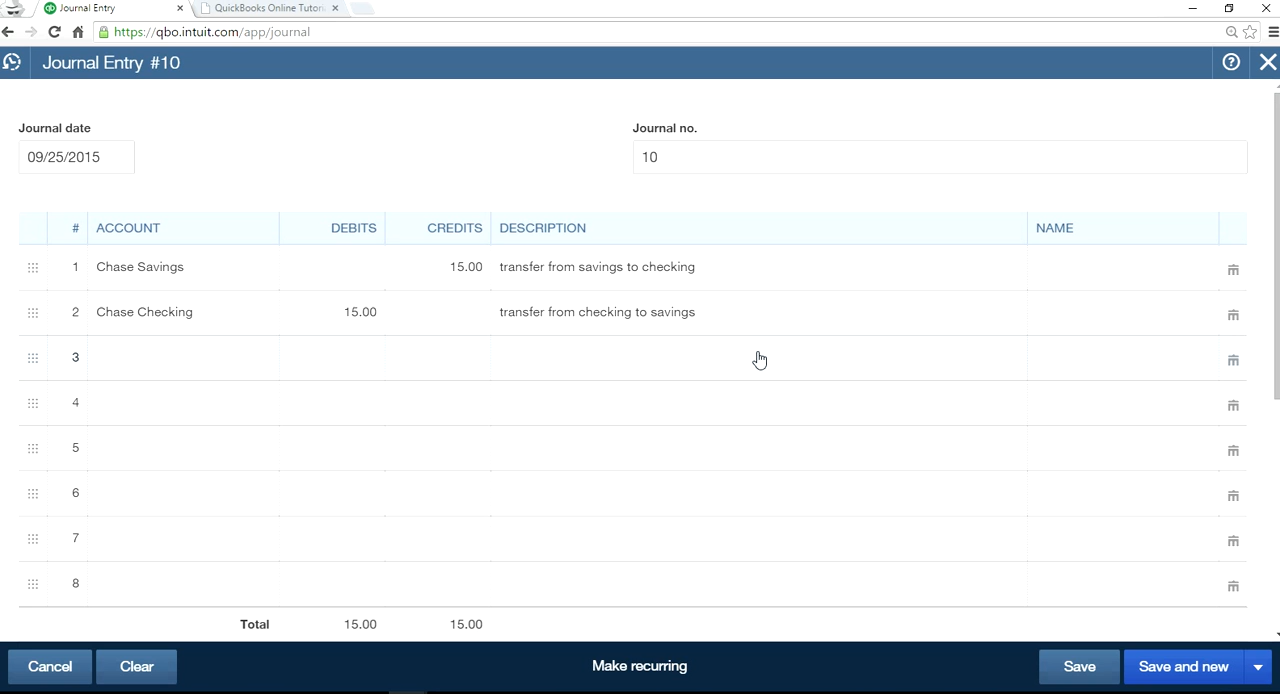 Journal Entry
QuickBooks Online Tutori
https://qbo.intuit.com/app/journal
Journal Entry #10
Journal date
Journal no.
09/25/2015
10
# ACCOUNT DEBITS CREDITS DESCRIPTION NAME
1 Chase Savings 15.00 transfer from savings to checking
2 Chase Checking 15.00 transfer from checking to savings
3
4
5
6
7
8
Total 15.00 15.00
Cancel Clear Make recurring Save Save and new